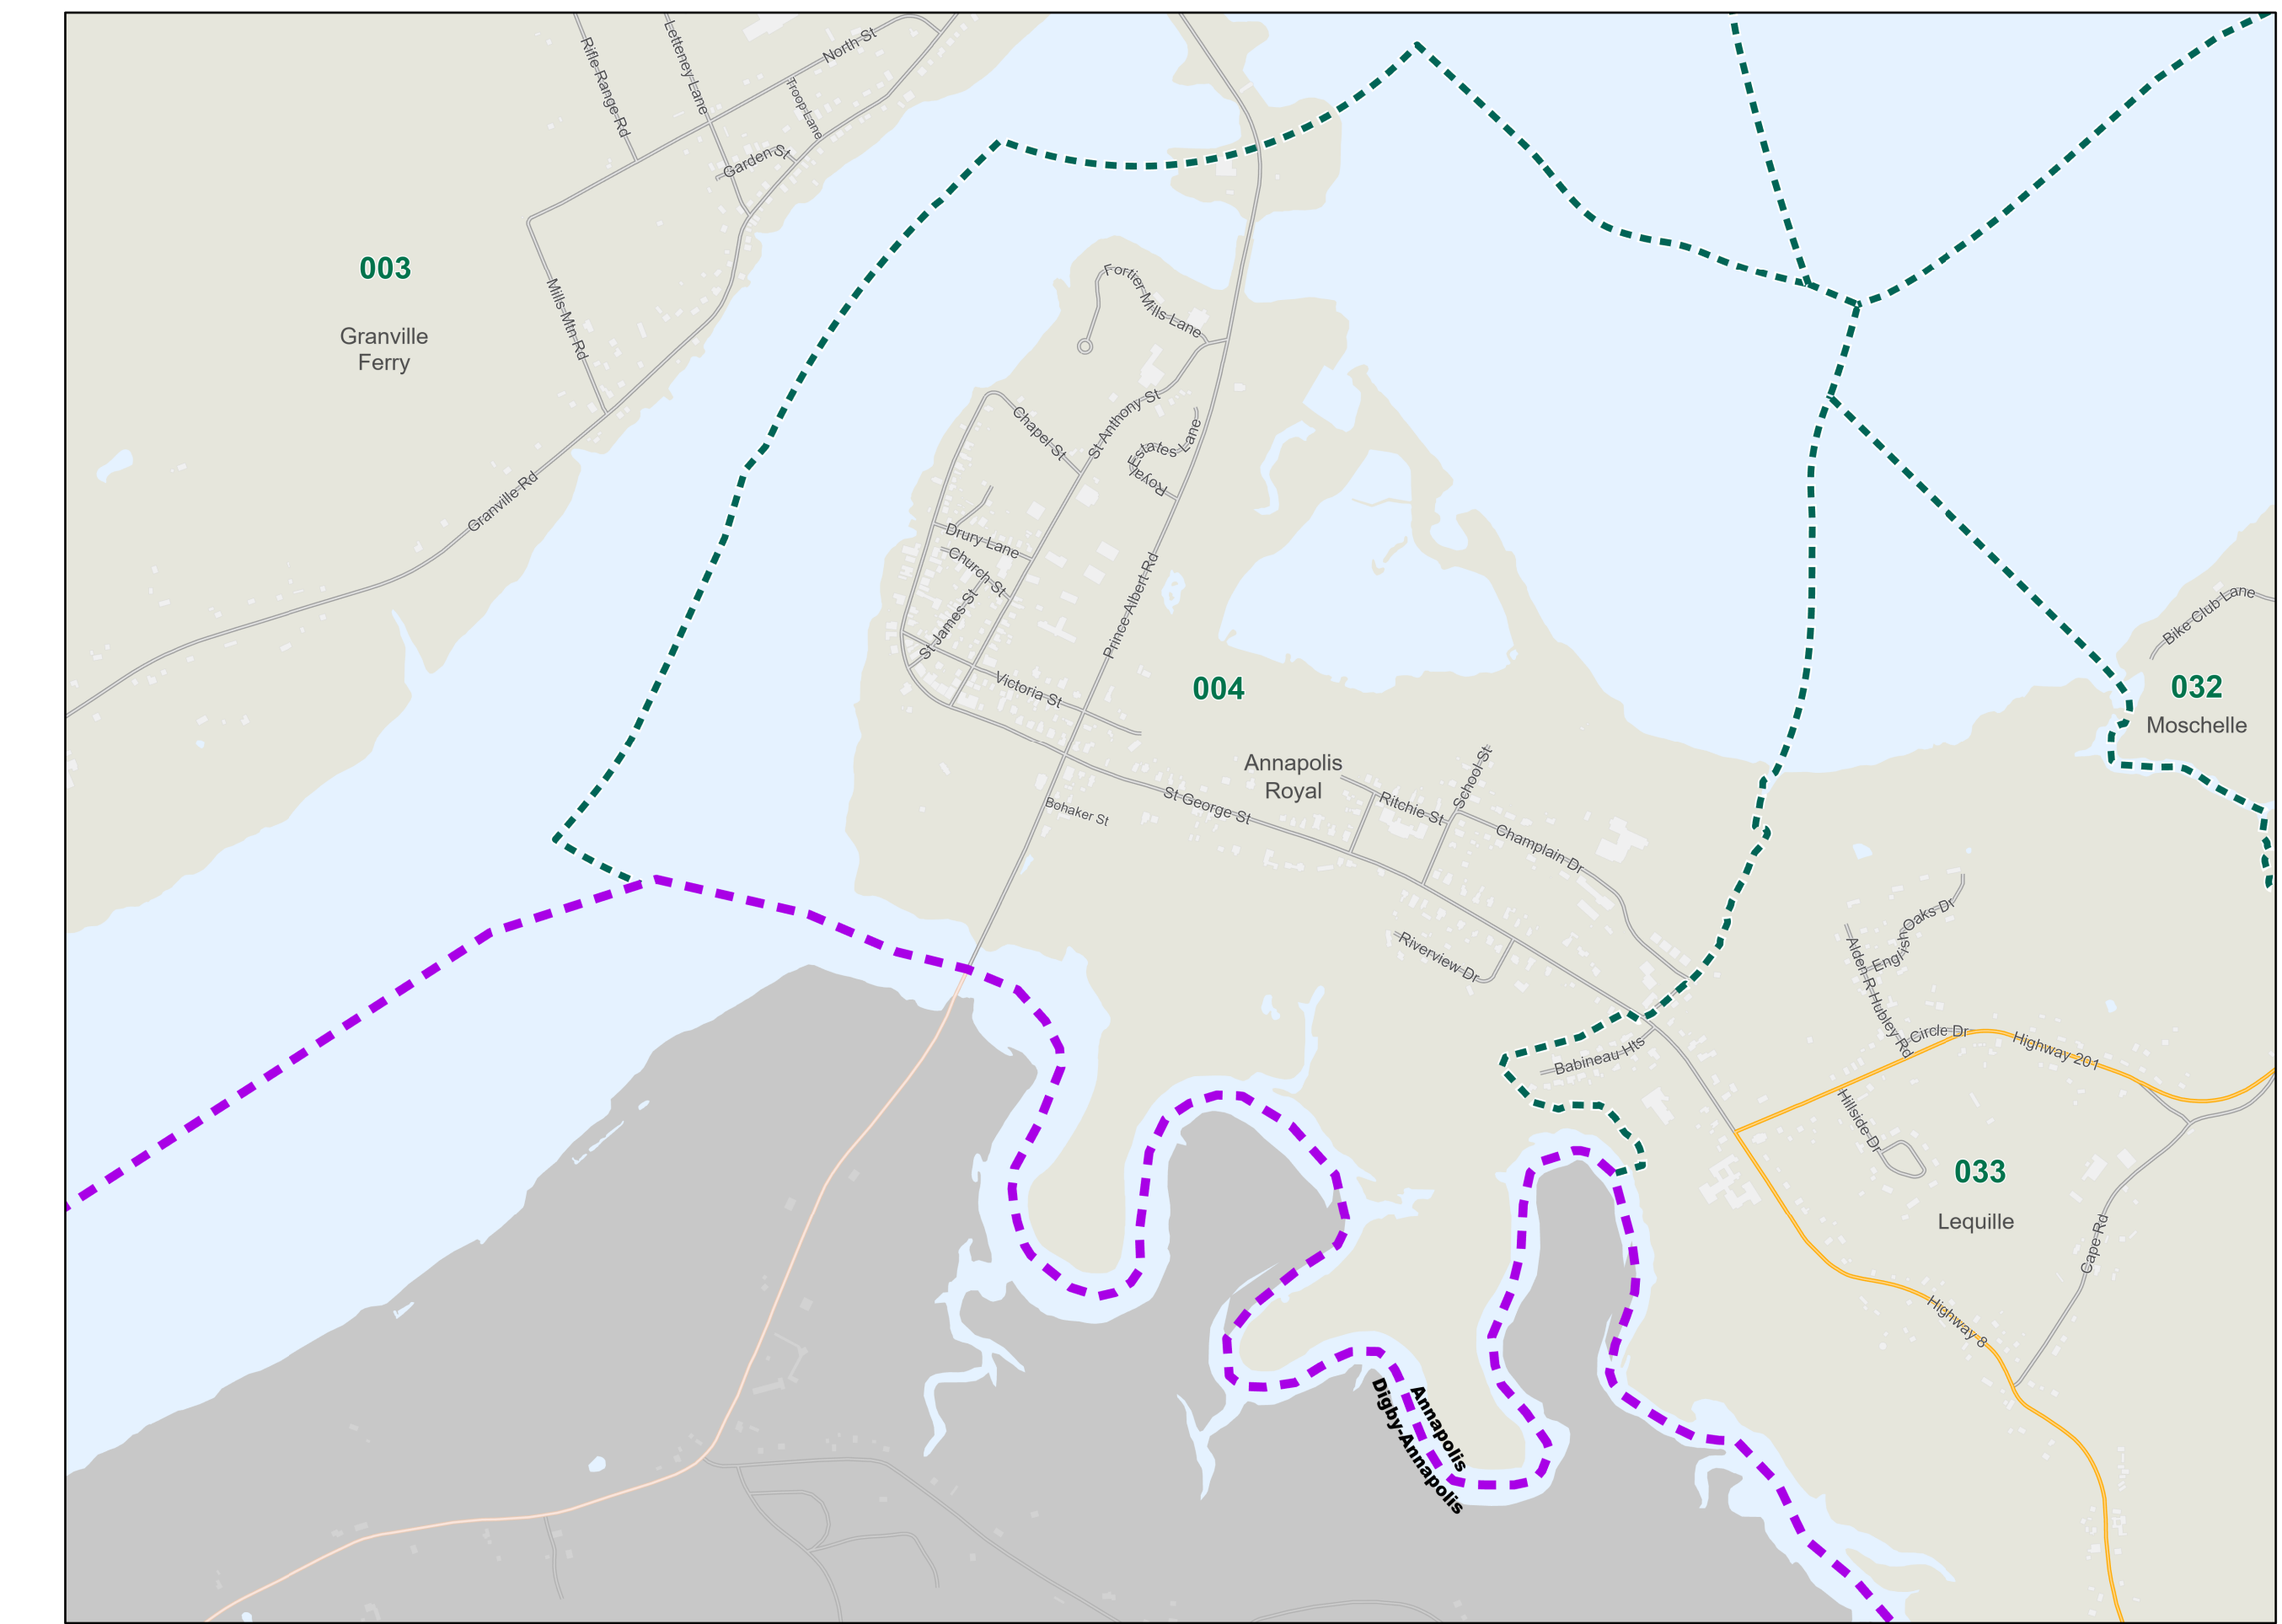 Rifle Range Rd
Letteney Lane
North St
Troop Lane
Garden St
003
Granville
Ferry
Mills Mtn Rd
Granville Rd
Fortier Mills Lane
Chapel St
St Anthony St
Royal Estates Lane
Drury Lane
Church St
St James St
Prince Albert Rd
Victoria St
004
Annapolis
Royal
Bohaker St
St George St
Ritchie St
School St
Champlain Dr
Riverview Dr
Babineau Hts
Bike Club Lane
032
Moschelle
English Oaks Dr
Alden R Hubley Rd
Circle Dr
Highway 201
Hillside Dr
033
Lequille
Cape Rd
Highway 8
Annapolis
Digby-Annapolis